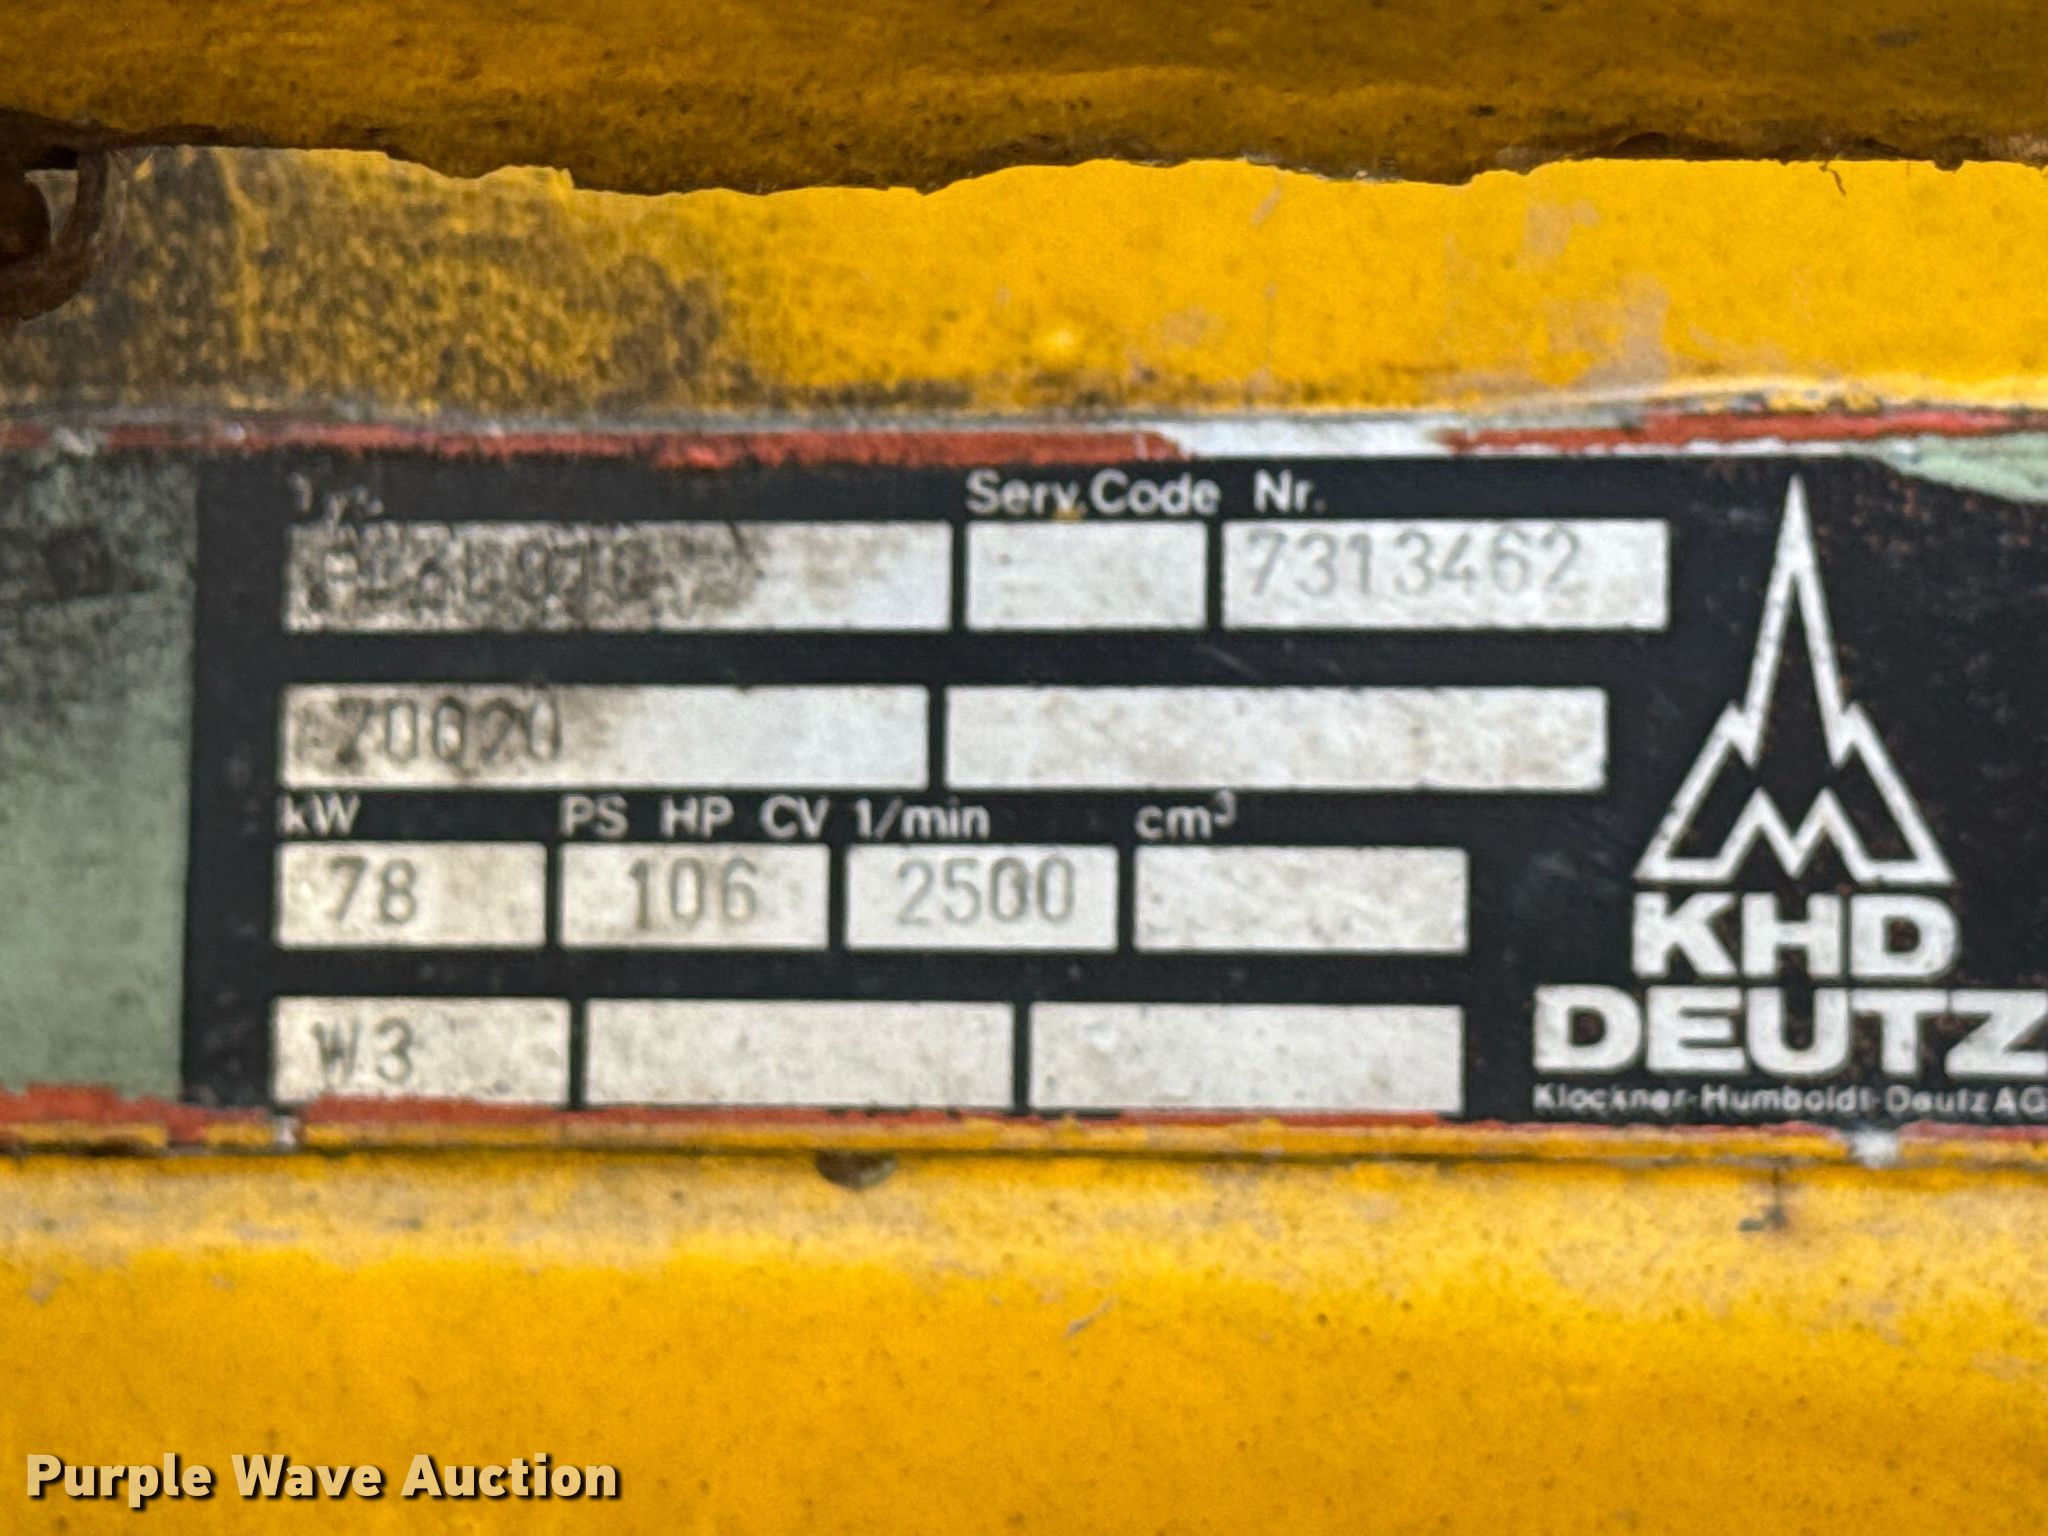 Serv.Code Nr.
7313462
70020
kW PS HP CV 1/min cm³
78 106 2500
W3
KHD
DEUTZ
Klöckner-Humboldt-Deutz AG
Purple Wave Auction